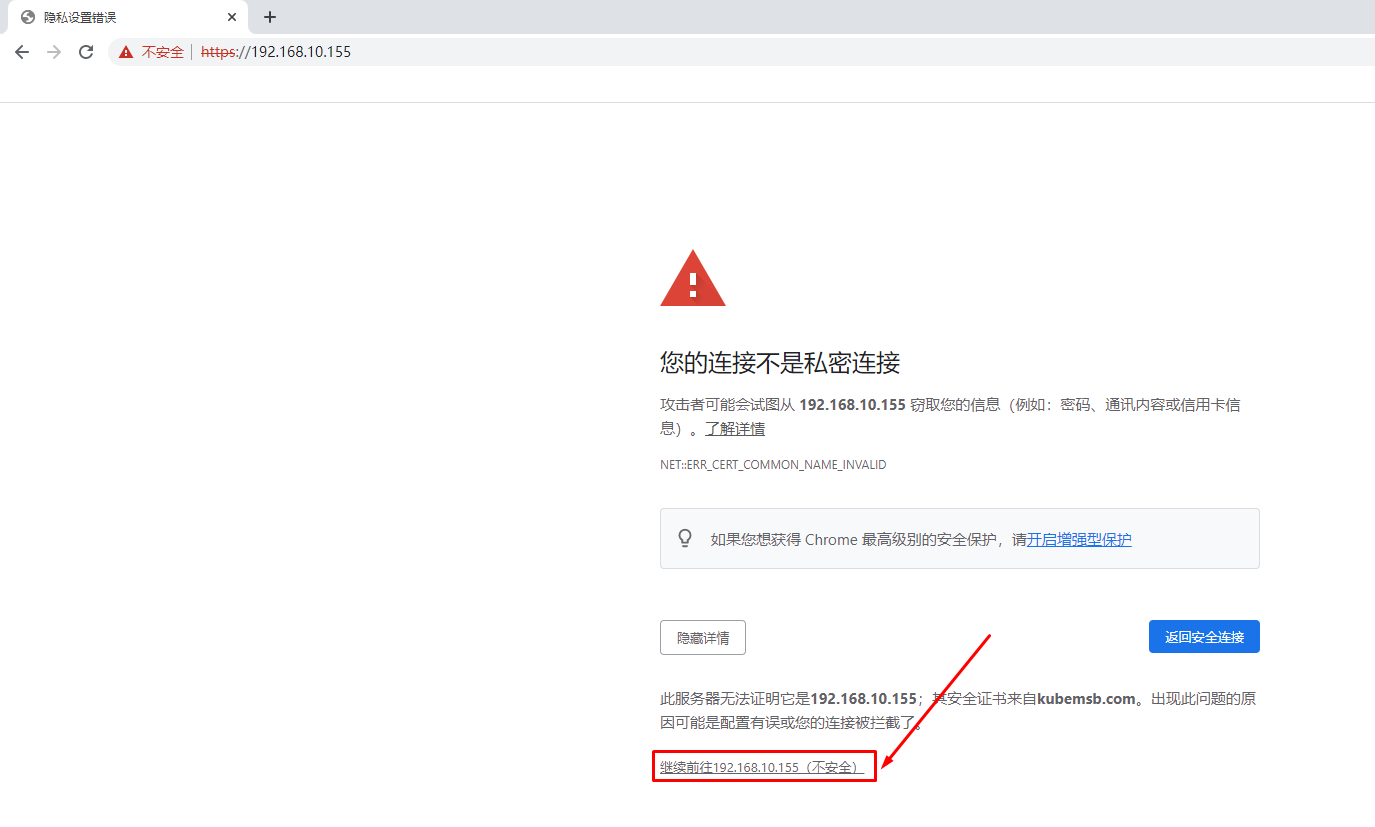 隐私设置错误
不安全 https://192.168.10.155
您的连接不是私密连接
攻击者可能会试图从 192.168.10.155 窃取您的信息（例如：密码、通讯内容或信用卡信
息）。了解详情
NET::ERR_CERT_COMMON_NAME_INVALID
如果您想获得 Chrome 最高级别的安全保护，请开启增强型保护
隐藏详情
返回安全连接
此服务器无法证明它是192.168.10.155；其安全证书来自kubemsb.com。出现此问题的原
因可能是配置有误或您的连接被拦截了。
继续前往192.168.10.155（不安全）